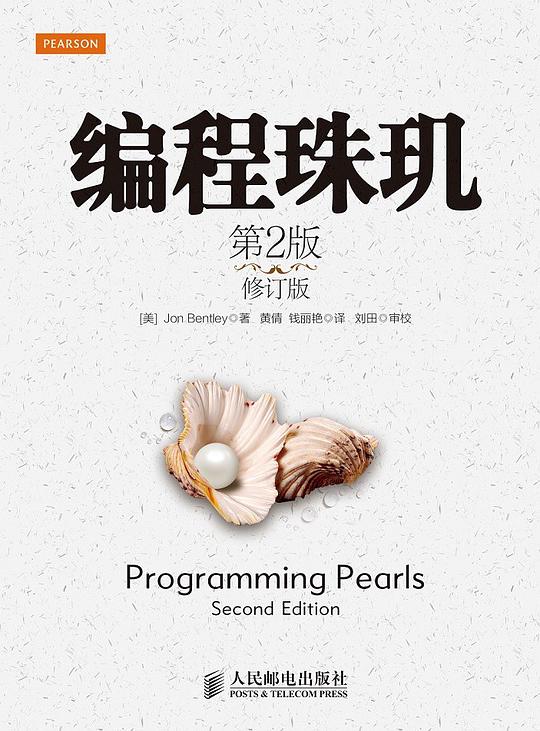 PEARSON
编程珠玑
第2版
修订版
[美] Jon Bentley◎著 黄倩 钱丽艳◎译 刘田◎审校
Programming Pearls
Second Edition
人民邮电出版社
POSTS & TELECOM PRESS